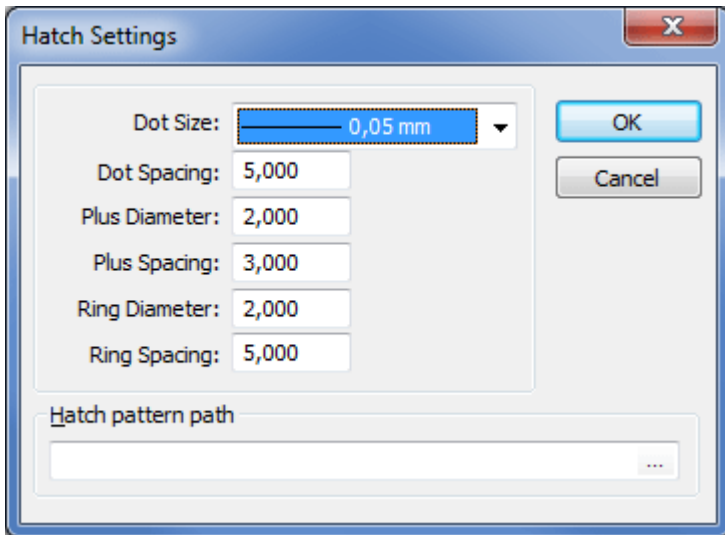 Hatch Settings
Dot Size: 0,05 mm
OK
Dot Spacing: 5,000
Cancel
Plus Diameter: 2,000
Plus Spacing: 3,000
Ring Diameter: 2,000
Ring Spacing: 5,000
Hatch pattern path
...